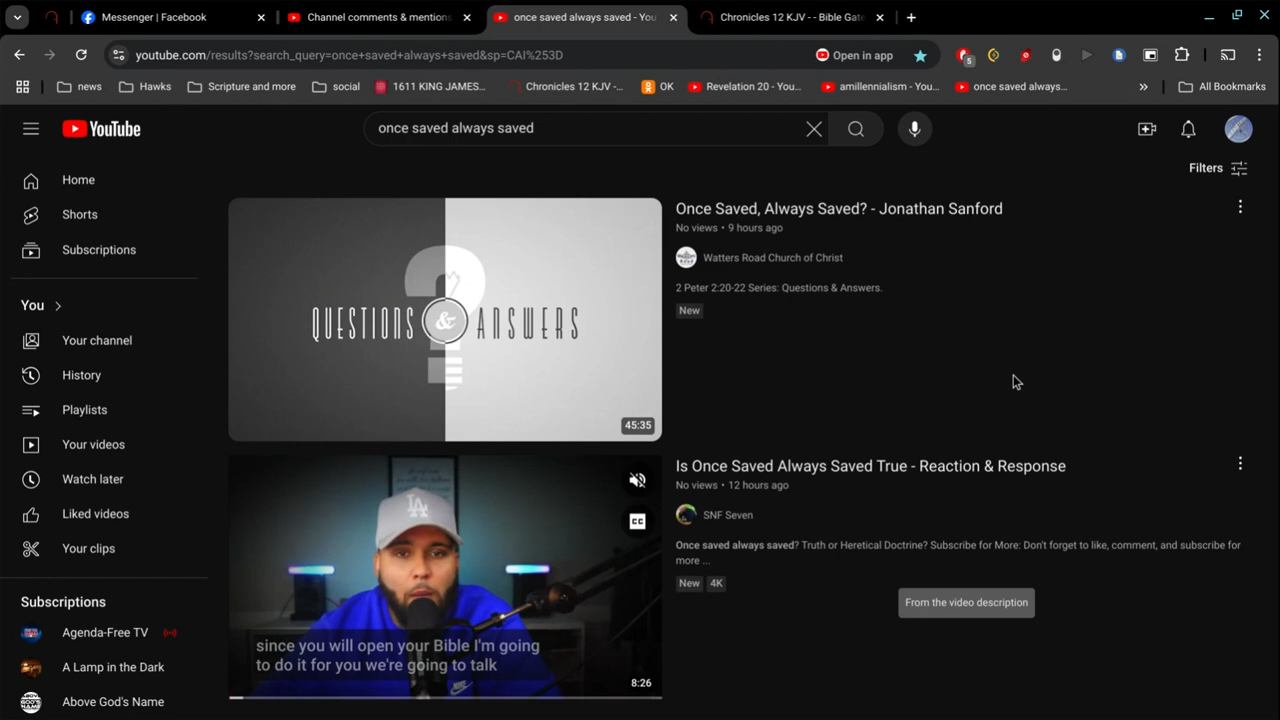 Messenger | Facebook
Channel comments & mentions
once saved always saved - You
Chronicles 12 KJV - - Bible Gate
youtube.com/results?search_query=once+saved+always+saved&sp=CAI%253D
Open in app
5
news
Hawks
Scripture and more
social
1611 KING JAMES...
Chronicles 12 KJV -...
OK
Revelation 20 - You...
amillennialism - You...
once saved always...
»
All Bookmarks
YouTube
once saved always saved
Filters
Home
Shorts
Subscriptions
You
Your channel
History
Playlists
Your videos
Watch later
Liked videos
Your clips
Subscriptions
Agenda-Free TV
A Lamp in the Dark
Above God's Name
QUESTIONS & ANSWERS
45:35
Once Saved, Always Saved? - Jonathan Sanford
No views • 9 hours ago
Watters Road Church of Christ
2 Peter 2:20-22 Series: Questions & Answers.
New
LA
CC
since you will open your Bible I'm going
to do it for you we're going to talk
8:26
Is Once Saved Always Saved True - Reaction & Response
No views • 12 hours ago
SNF Seven
Once saved always saved? Truth or Heretical Doctrine? Subscribe for More: Don't forget to like, comment, and subscribe for
more ...
New
4K
From the video description